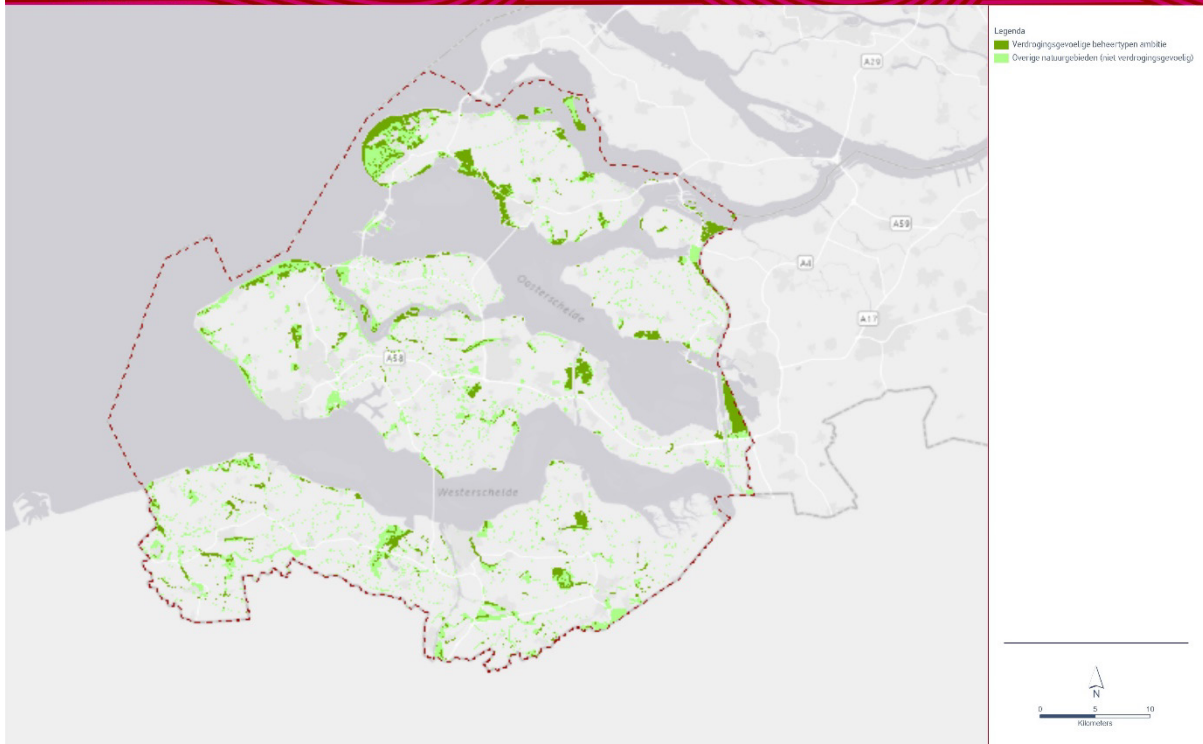 Legenda
Verdrogingsgevoelige beheertypen ambitie
Overige natuurgebieden (niet verdrogingsgevoelig)
A29
A59
A4
Oosterschelde
A17
A58
Westerschelde
N
0 5 10
Kilometers